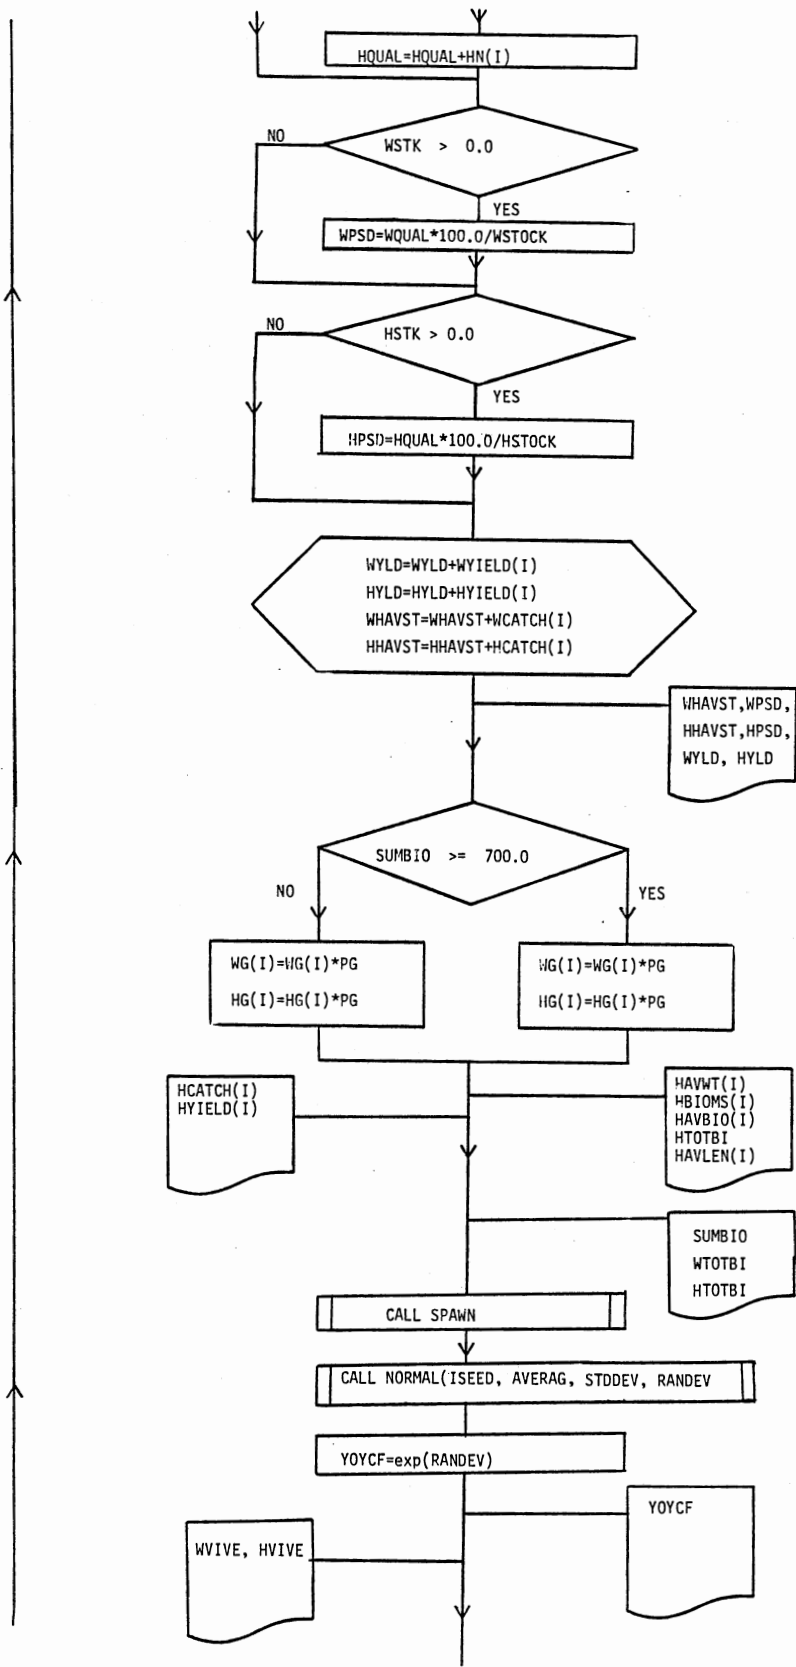 HQUAL=HQUAL+HN(I)
NO
WSTK > 0.0
YES
WPSD=WQUAL*100.0/WSTOCK
NO
HSTK > 0.0
YES
HPSD=HQUAL*100.0/HSTOCK
WYLD=WYLD+WYIELD(I)
HYLD=HYLD+HYIELD(I)
WHAVST=WHAVST+WCATCH(I)
HHAVST=HHAVST+HCATCH(I)
WHAVST,WPSD,
HHAVST,HPSD,
WYLD, HYLD
SUMBIO >= 700.0
NO
YES
WG(I)=WG(I)*PG
HG(I)=HG(I)*PG
WG(I)=WG(I)*PG
HG(I)=HG(I)*PG
HCATCH(I)
HYIELD(I)
HAVWT(I)
HBIOMS(I)
HAVBIO(I)
HTOTBI
HAVLEN(I)
SUMBIO
WTOTBI
HTOTBI
CALL SPAWN
CALL NORMAL(ISEED, AVERAG, STDDEV, RANDEV
YOYCF=exp(RANDEV)
YOYCF
WVIVE, HVIVE